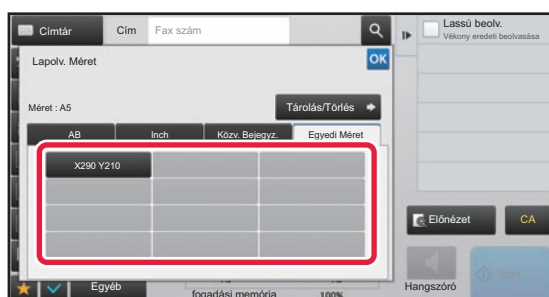 Címtár
Cím
Fax szám
Lassú beolv.
Vékony eredeti beolvasása
Lapolv. Méret
OK
Méret : A5
Tárolás/Törlés
AB
Inch
Közv. Bejegyz.
Egyedi Méret
X290 Y210
Előnézet
CA
Egyéb
fogadási memória
100%
Hangszóró
Start